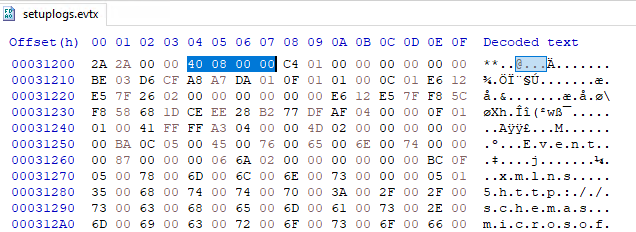 setuplogs.evtx
Offset(h) 00 01 02 03 04 05 06 07 08 09 0A 0B 0C 0D 0E 0F Decoded text
00031200 2A 2A 00 00 40 08 00 00 C4 01 00 00 00 00 00 00 **..@...Ä.......
00031210 BE 03 D6 CF A8 A7 DA 01 0F 01 01 00 0C 01 E6 12 ¾.ÖÏ¨§Ú.......æ.
00031220 E5 7F 26 02 00 00 00 00 00 00 E6 12 E5 7F F8 5C å.&.......æ.å.ø\
00031230 F8 58 68 1D CE EE 28 B2 77 DF AF 04 00 00 0F 01 øXh.Îî(²wß¯.....
00031240 01 00 41 FF FF A3 04 00 00 4D 02 00 00 00 00 00 ..Aÿÿ£...M......
00031250 00 BA 0C 05 00 45 00 76 00 65 00 6E 00 74 00 00 .º...E.v.e.n.t..
00031260 00 87 00 00 00 06 6A 02 00 00 00 00 00 00 BC 0F .‡....j.......¼.
00031270 05 00 78 00 6D 00 6C 00 6E 00 73 00 00 00 05 01 ..x.m.l.n.s.....
00031280 35 00 68 00 74 00 74 00 70 00 3A 00 2F 00 2F 00 5.h.t.t.p.:././.
00031290 73 00 63 00 68 00 65 00 6D 00 61 00 73 00 2E 00 s.c.h.e.m.a.s...
000312A0 6D 00 69 00 63 00 72 00 6F 00 73 00 6F 00 66 00 m.i.c.r.o.s.o.f.